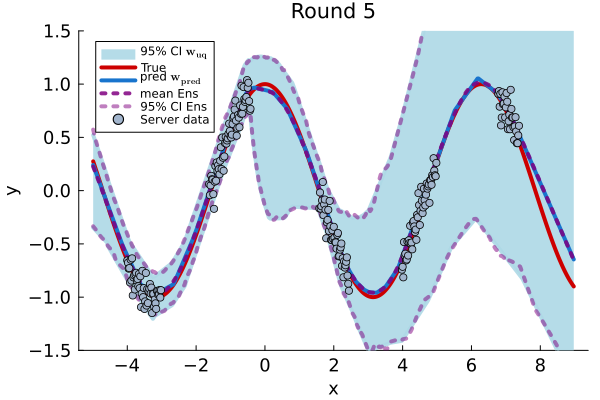 Round 5
1.5
1.0
0.5
0.0
−0.5
−1.0
−1.5
y
95% CI w_uq
True
pred w_pred
mean Ens
95% CI Ens
Server data
−4 −2 0 2 4 6 8
x